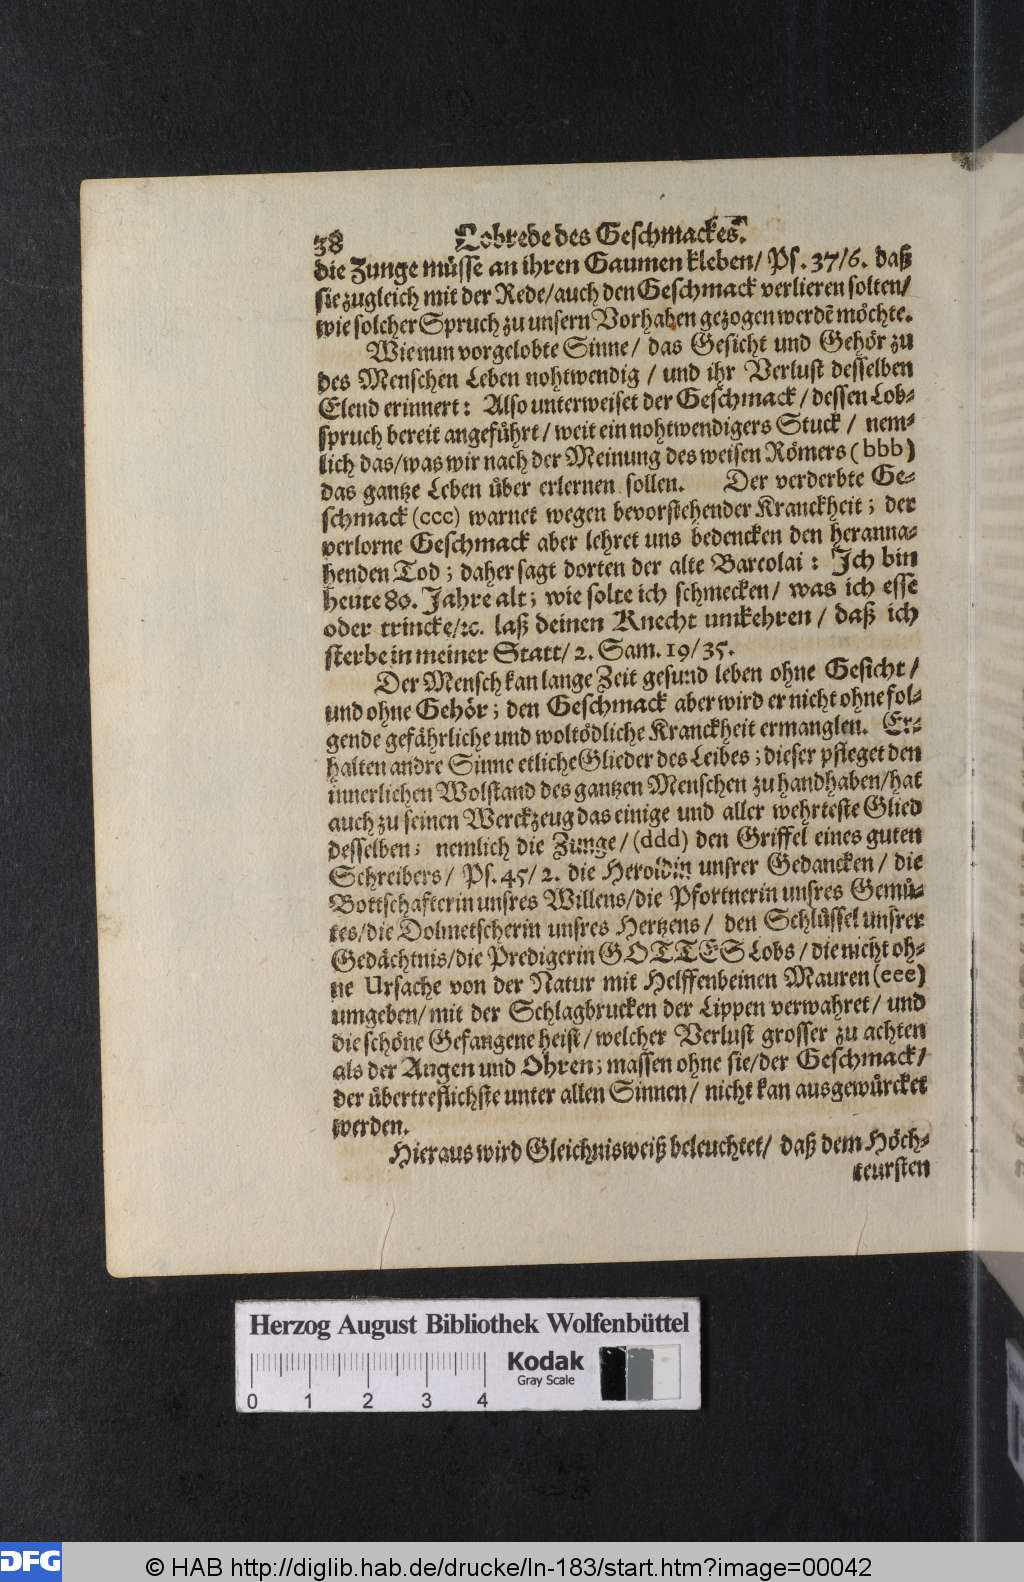 38 Lobrede des Geschmackes.
die Zunge müsse an ihren Gaumen kleben/ Ps. 37/6. daß
sie zugleich mit der Rede/ auch den Geschmack verlieren solten/
wie solcher Spruch zu unsern Vorhaben gezogen werdẽ möchte.
Wie nun vorgelobte Sinne/ das Gesicht und Gehör zu
des Menschen Leben nohtwendig / und ihr Verlust desselben
Elend erinnert: Also unterweiset der Geschmack/ dessen Lob-
spruch bereit angeführt/ weit ein nohtwendigers Stuck / nem-
lich das/ was wir nach der Meinung des weisen Römers (bbb)
das gantze Leben über erlernen sollen. Der verderbte Ge-
schmack (ccc) warnet wegen bevorstehender Kranckheit; der
verlorne Geschmack aber lehret uns bedencken den heranna-
henden Tod; daher sagt dorten der alte Barcolai: Ich bin
heute 80. Jahre alt; wie solte ich schmecken/ was ich esse
oder trincke/ꝛc. laß deinen Knecht umkehren / daß ich
sterbe in meiner Statt/ 2. Sam. 19/35.
Der Mensch kan lange Zeit gesund leben ohne Gesicht/
und ohne Gehör; den Geschmack aber wird er nicht ohne fol-
gende gefährliche und woltödliche Kranckheit ermanglen. Er-
halten andre Sinne etliche Glieder des Leibes; dieser pfleget den
innerlichen Wolstand des gantzen Menschen zu handhaben/ hat
auch zu seinen Werckzeug das einige und aller wehrteste Glied
desselben; nemlich die Zunge/ (ddd) den Griffel eines guten
Schreibers/ Ps. 45/2. die Heroldin unsrer Gedancken/ die
Bottschafterin unsres Willens/ die Pfortnerin unsres Gemü-
tes/ die Dolmetscherin unsres Hertzens/ den Schlüssel unsrer
Gedächtnis/ die Predigerin GOTTES Lobs/ die nicht oh-
ne Ursache von der Natur mit Helffenbeinen Mauren (eee)
umgeben/ mit der Schlagbrucken der Lippen verwahret/ und
die schöne Gefangene heist/ welcher Verlust grosser zu achten
als der Augen und Ohren; massen ohne sie/ der Geschmack/
der übertreflichste unter allen Sinnen/ nicht kan ausgewürcket
werden.
Hieraus wird Gleichnisweiß beleuchtet/ daß dem Höch-
teursten
Herzog August Bibliothek Wolfenbüttel
Kodak
Gray Scale
0 1 2 3 4
DFG © HAB http://diglib.hab.de/drucke/ln-183/start.htm?image=00042